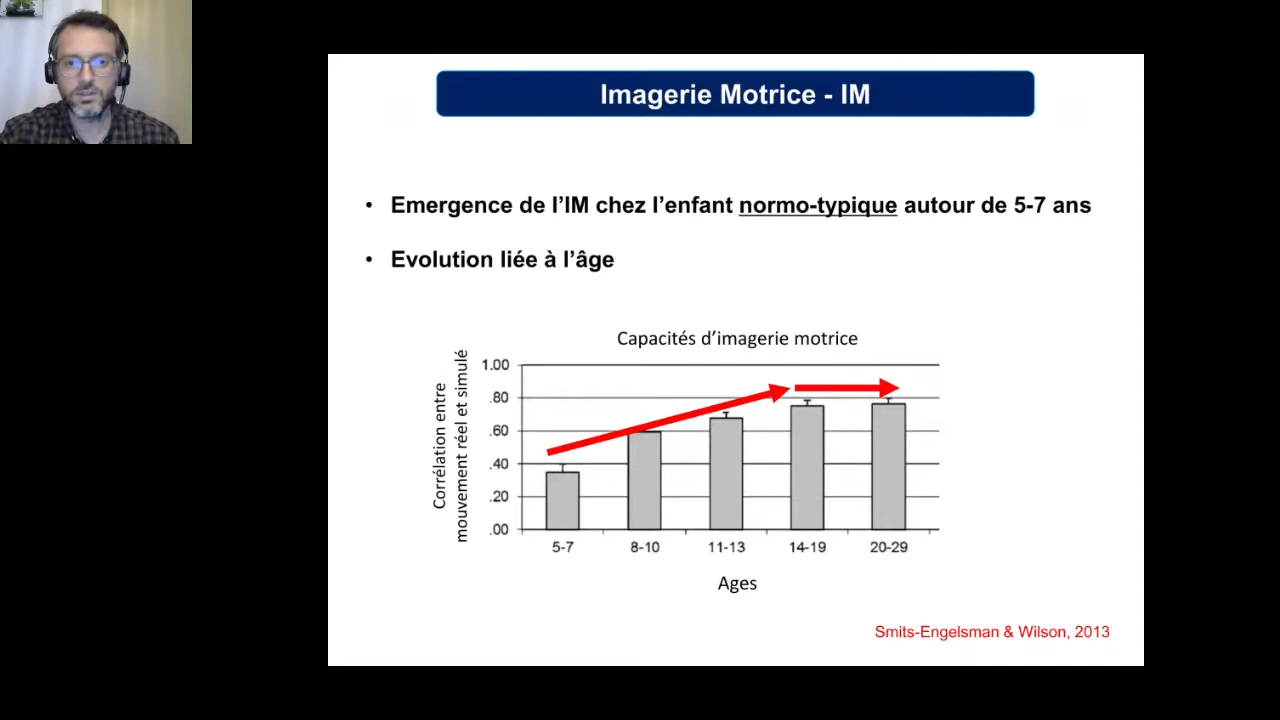 Imagerie Motrice - IM
• Emergence de l’IM chez l’enfant normo-typique autour de 5-7 ans
• Evolution liée à l’âge
Capacités d’imagerie motrice
Corrélation entre
mouvement réel et simulé
1.00
.80
.60
.40
.20
.00
5-7 8-10 11-13 14-19 20-29
Ages
Smits-Engelsman & Wilson, 2013